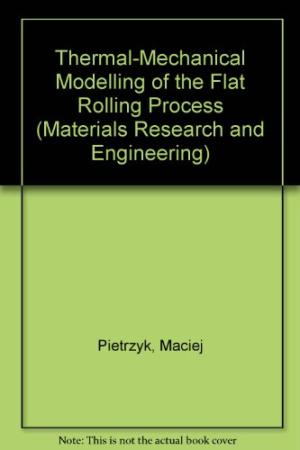 Thermal-Mechanical
Modelling of the Flat
Rolling Process
(Materials Research and
Engineering)
Pietrzyk, Maciej
Note: This is not the actual book cover